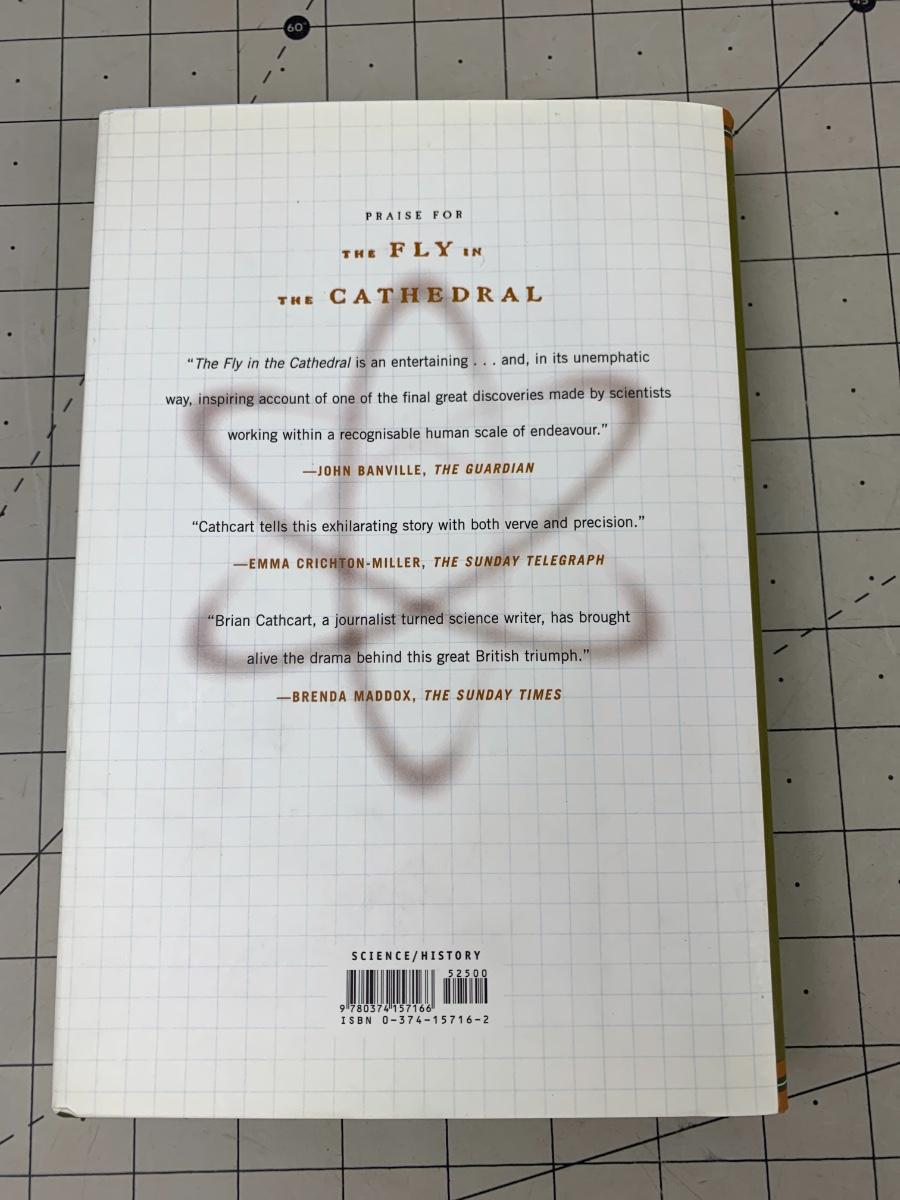 60°
45
PRAISE FOR
THE FLY IN
THE CATHEDRAL
“The Fly in the Cathedral is an entertaining . . . and, in its unemphatic
way, inspiring account of one of the final great discoveries made by scientists
working within a recognisable human scale of endeavour.”
—JOHN BANVILLE, THE GUARDIAN
“Cathcart tells this exhilarating story with both verve and precision.”
—EMMA CRICHTON-MILLER, THE SUNDAY TELEGRAPH
“Brian Cathcart, a journalist turned science writer, has brought
alive the drama behind this great British triumph.”
—BRENDA MADDOX, THE SUNDAY TIMES
SCIENCE/HISTORY
52500
9 780374 157166
ISBN 0-374-15716-2